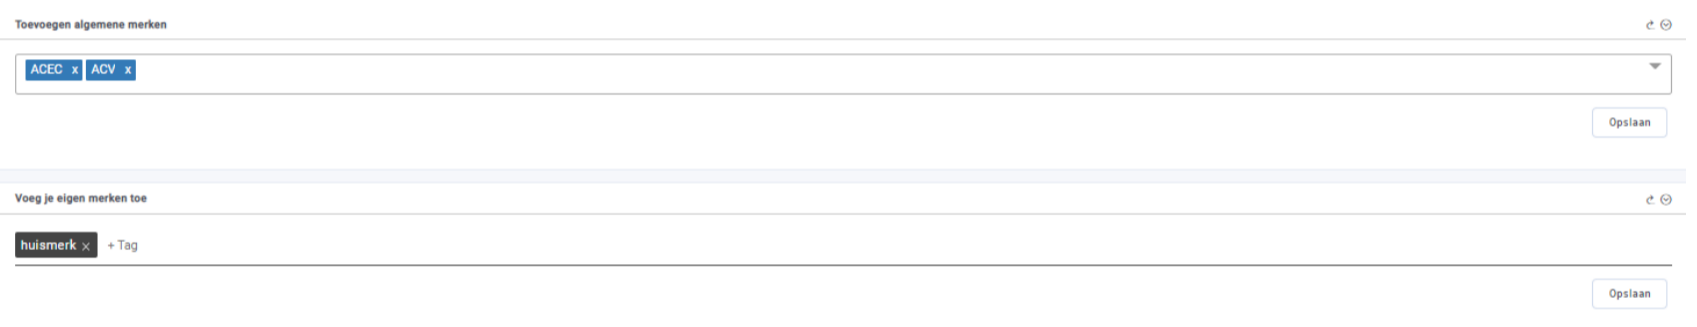 Toevoegen algemene merken
ACEC x ACV x
Opslaan
Voeg je eigen merken toe
huismerk × + Tag
Opslaan